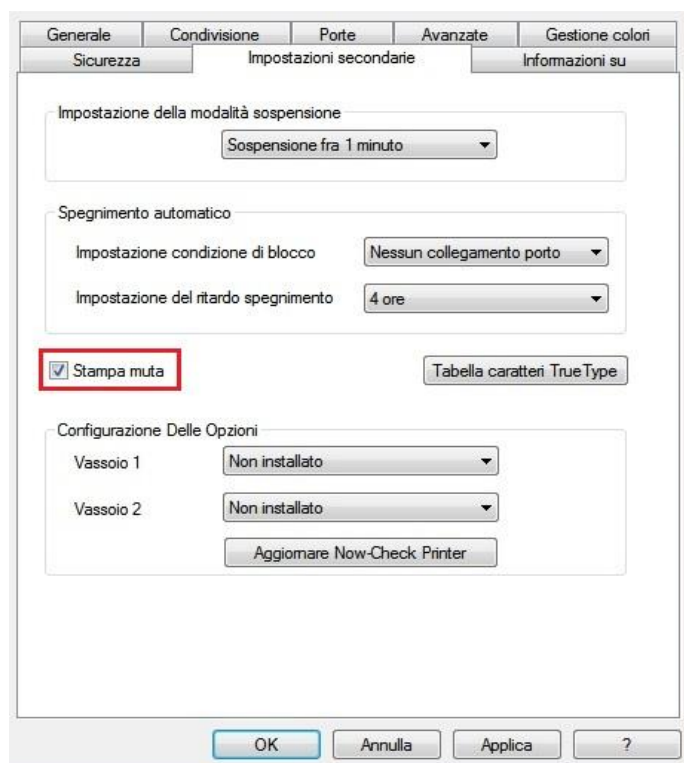 Generale Condivisione Porte Avanzate Gestione colori
Sicurezza Impostazioni secondarie Informazioni su
Impostazione della modalità sospensione
Sospensione fra 1 minuto
Spegnimento automatico
Impostazione condizione di blocco Nessun collegamento porto
Impostazione del ritardo spegnimento 4 ore
Stampa muta Tabella caratteri TrueType
Configurazione Delle Opzioni
Vassoio 1 Non installato
Vassoio 2 Non installato
Aggiornare Now-Check Printer
OK Annulla Applica ?